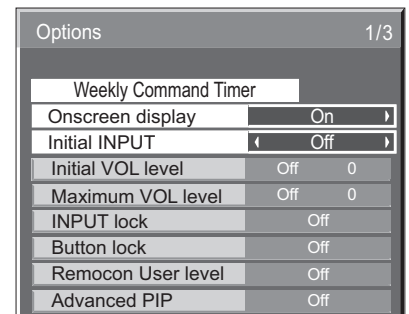 Options 1/3
Weekly Command Timer
Onscreen display On
Initial INPUT Off
Initial VOL level Off 0
Maximum VOL level Off 0
INPUT lock Off
Button lock Off
Remocon User level Off
Advanced PIP Off